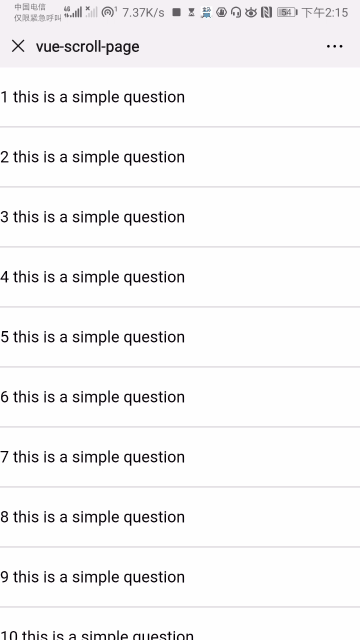 中国电信
仅限紧急呼叫
4G
7.37K/s
N
54
下午2:15
vue-scroll-page
1 this is a simple question
2 this is a simple question
3 this is a simple question
4 this is a simple question
5 this is a simple question
6 this is a simple question
7 this is a simple question
8 this is a simple question
9 this is a simple question
10 this is a simple question